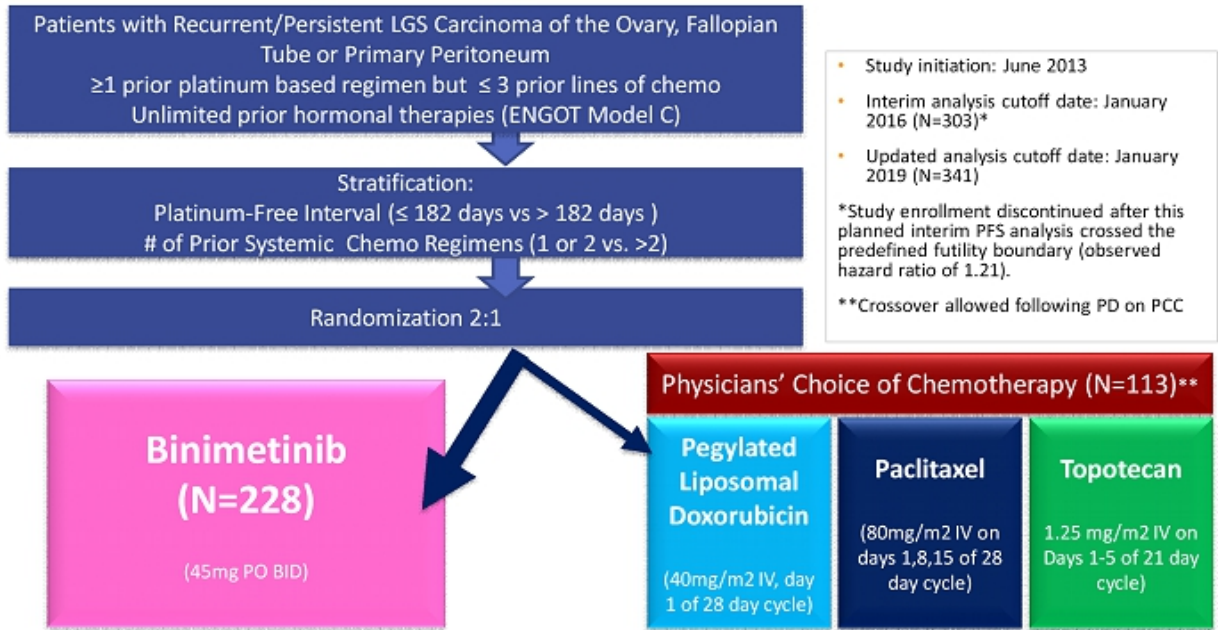 Patients with Recurrent/Persistent LGS Carcinoma of the Ovary, Fallopian
Tube or Primary Peritoneum
≥1 prior platinum based regimen but ≤ 3 prior lines of chemo
Unlimited prior hormonal therapies (ENGOT Model C)
Stratification:
Platinum-Free Interval (≤ 182 days vs > 182 days )
# of Prior Systemic Chemo Regimens (1 or 2 vs. >2)
Randomization 2:1
• Study initiation: June 2013
• Interim analysis cutoff date: January
2016 (N=303)*
• Updated analysis cutoff date: January
2019 (N=341)
*Study enrollment discontinued after this
planned interim PFS analysis crossed the
predefined futility boundary (observed
hazard ratio of 1.21).
**Crossover allowed following PD on PCC
Binimetinib
(N=228)
(45mg PO BID)
Physicians’ Choice of Chemotherapy (N=113)**
Pegylated
Liposomal
Doxorubicin
(40mg/m2 IV, day
1 of 28 day cycle)
Paclitaxel
(80mg/m2 IV on
days 1,8,15 of 28
day cycle)
Topotecan
1.25 mg/m2 IV on
Days 1-5 of 21 day
cycle)